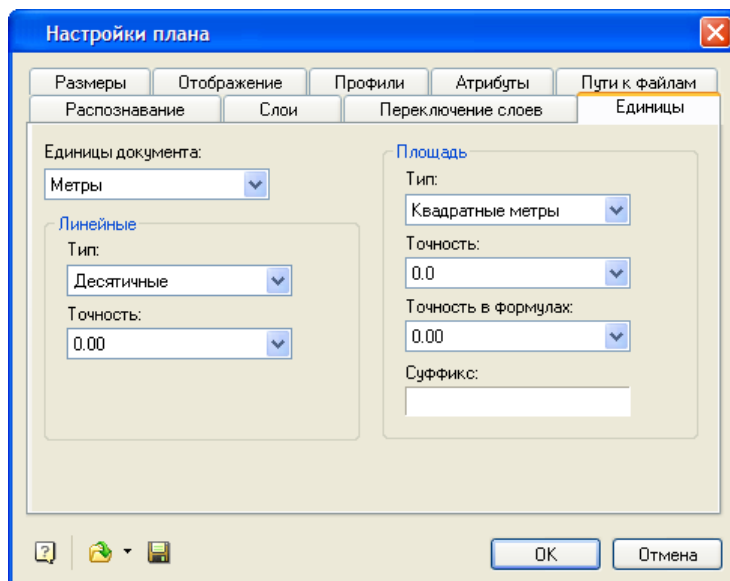 Настройки плана
Размеры Отображение Профили Атрибуты Пути к файлам
Распознавание Слои Переключение слоев Единицы
Единицы документа:
Метры
Линейные
Тип:
Десятичные
Точность:
0.00
Площадь
Тип:
Квадратные метры
Точность:
0.0
Точность в формулах:
0.00
Суффикс:
OK Отмена